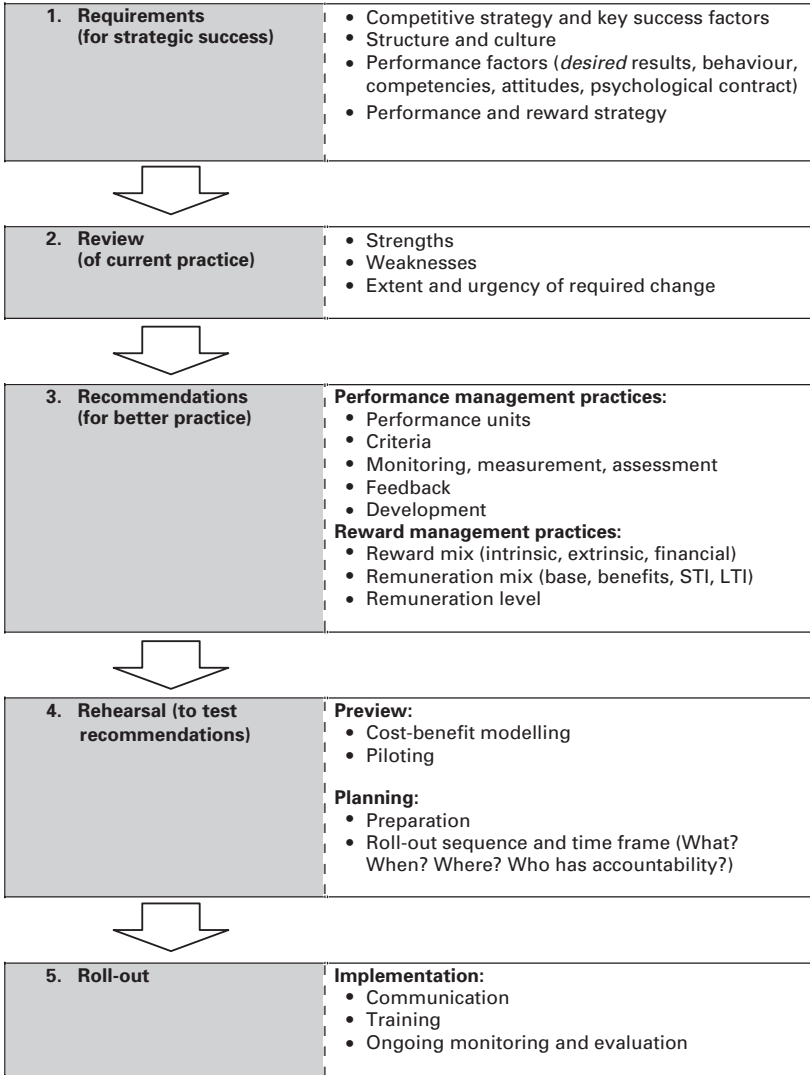 1. Requirements
(for strategic success)
• Competitive strategy and key success factors
• Structure and culture
• Performance factors (desired results, behaviour,
competencies, attitudes, psychological contract)
• Performance and reward strategy
2. Review
(of current practice)
• Strengths
• Weaknesses
• Extent and urgency of required change
3. Recommendations
(for better practice)
Performance management practices:
• Performance units
• Criteria
• Monitoring, measurement, assessment
• Feedback
• Development
Reward management practices:
• Reward mix (intrinsic, extrinsic, financial)
• Remuneration mix (base, benefits, STI, LTI)
• Remuneration level
4. Rehearsal (to test
recommendations)
Preview:
• Cost-benefit modelling
• Piloting
Planning:
• Preparation
• Roll-out sequence and time frame (What?
When? Where? Who has accountability?)
5. Roll-out
Implementation:
• Communication
• Training
• Ongoing monitoring and evaluation